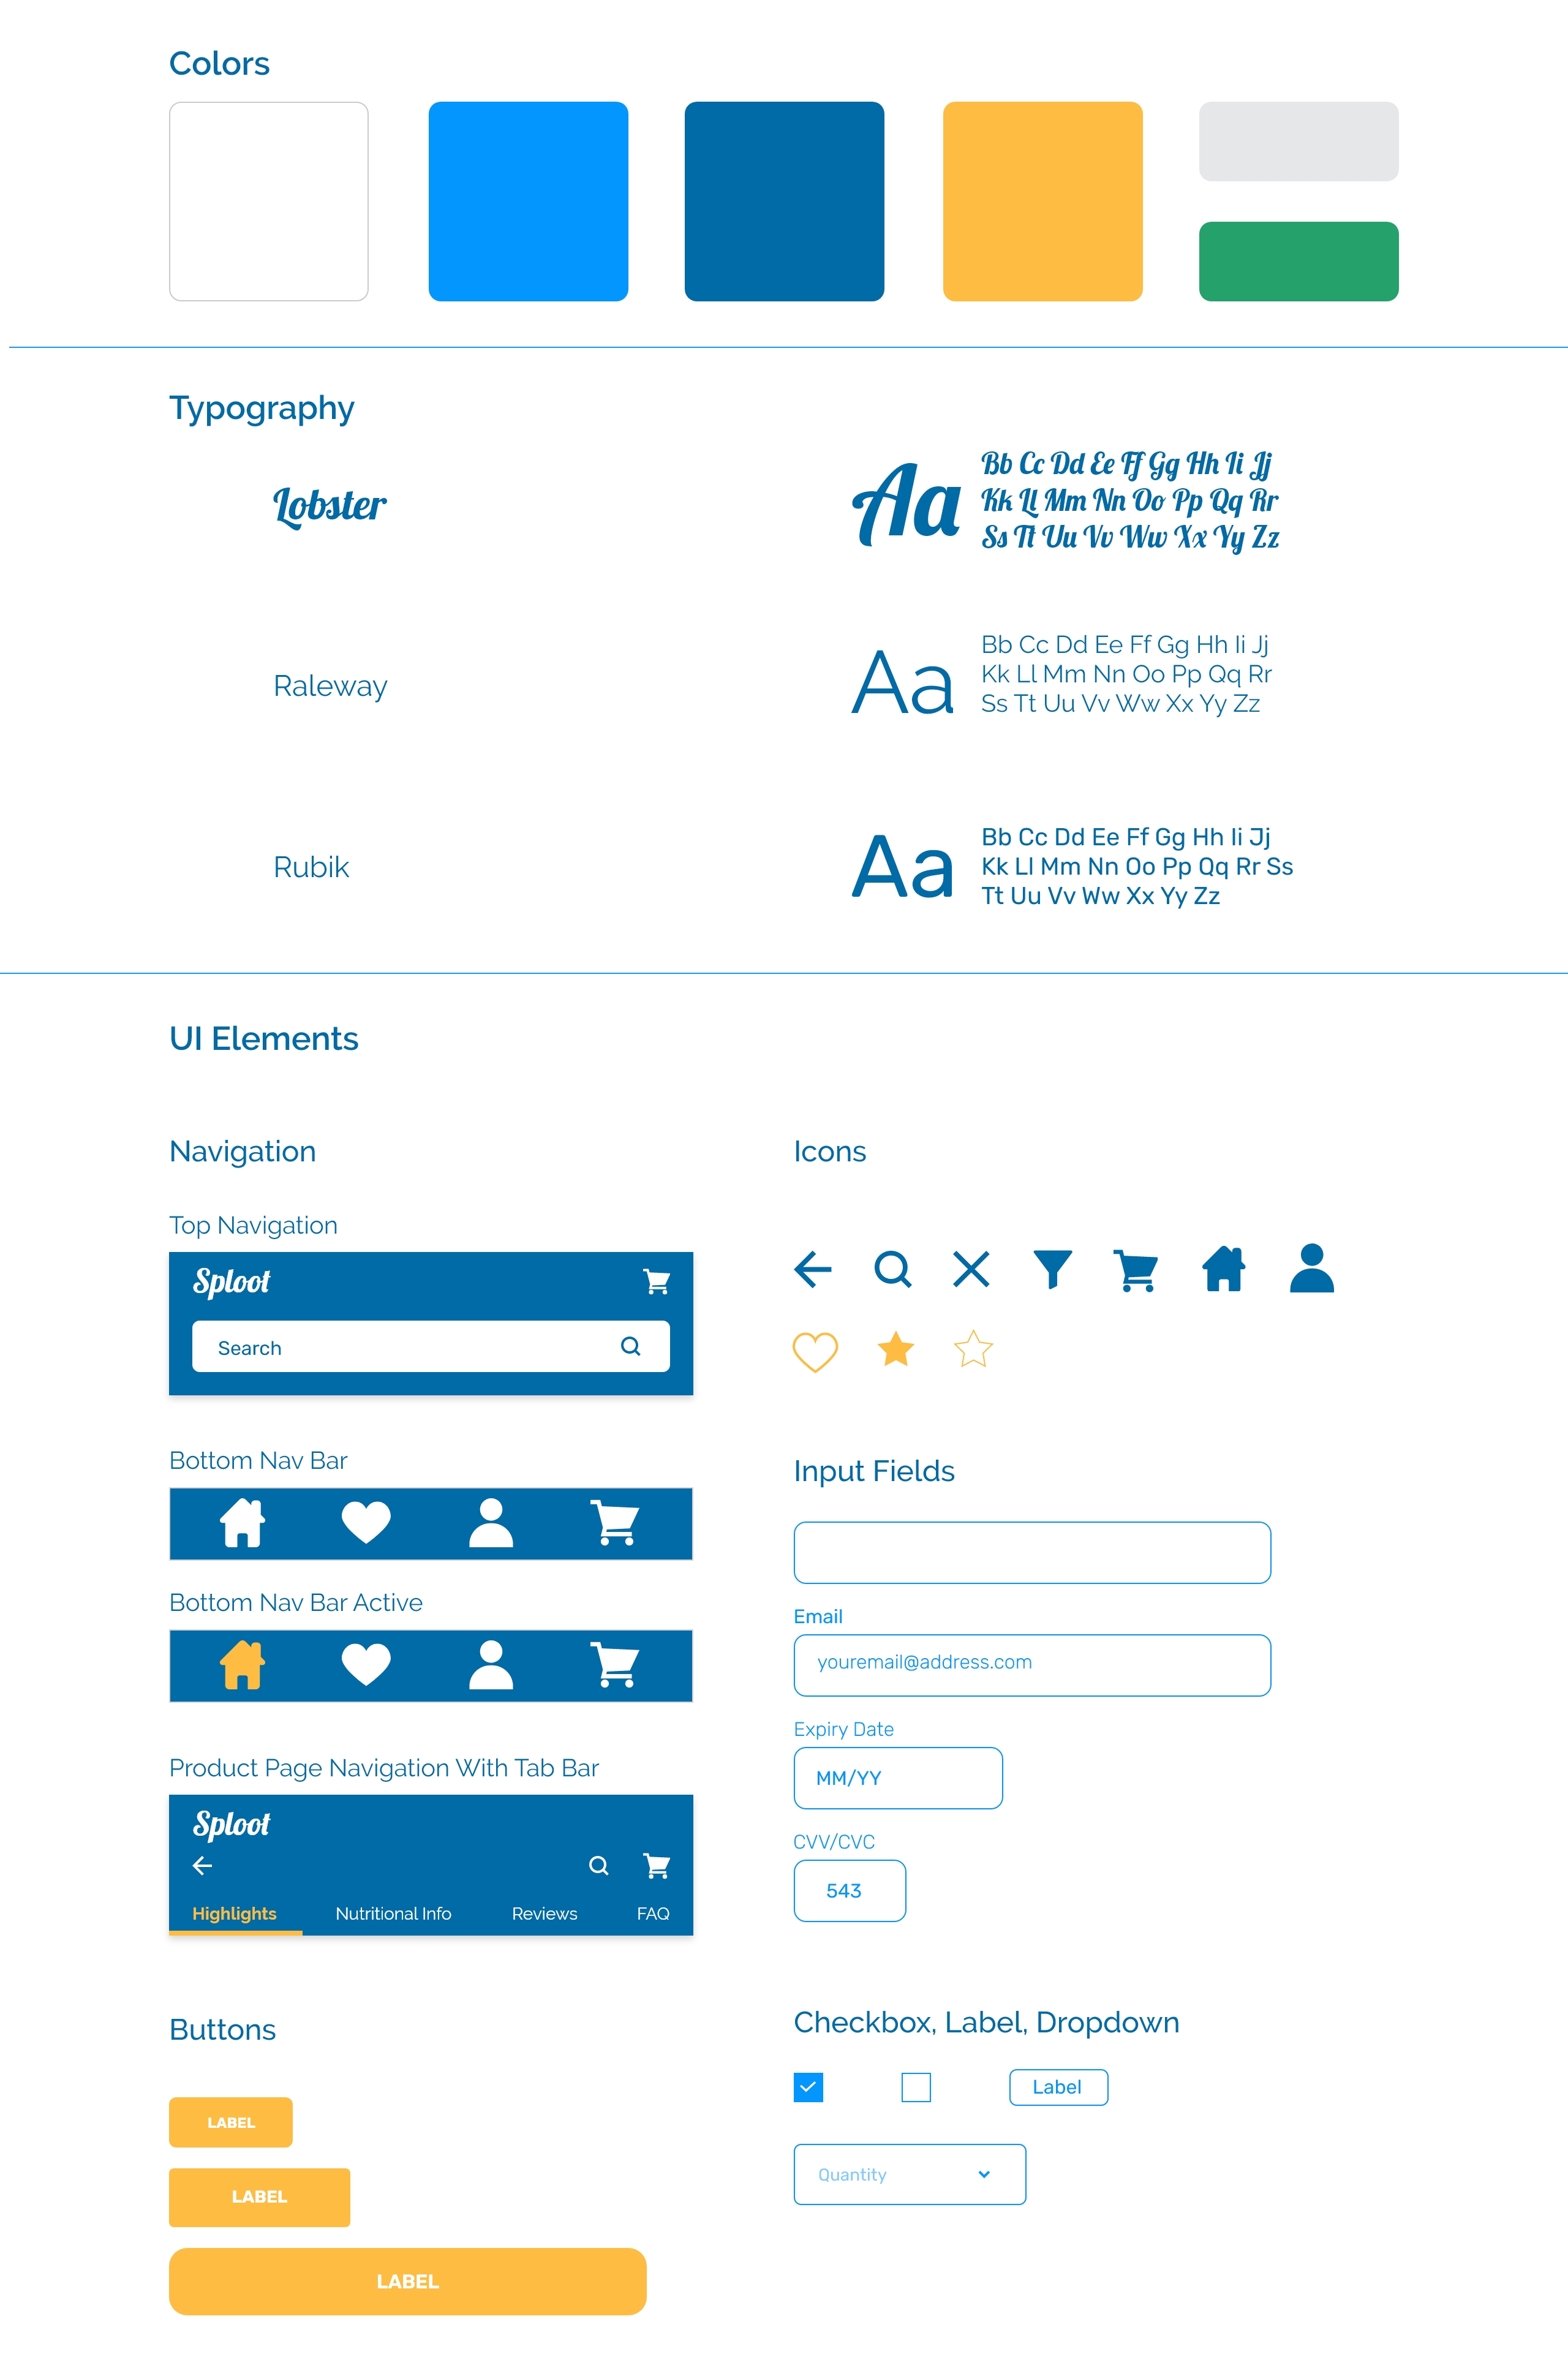 Colors
Typography
Lobster
Aa
Bb Cc Dd Ee Ff Gg Hh Ii Jj
Kk Ll Mm Nn Oo Pp Qq Rr
Ss Tt Uu Vv Ww Xx Yy Zz
Raleway
Aa
Bb Cc Dd Ee Ff Gg Hh Ii Jj
Kk Ll Mm Nn Oo Pp Qq Rr
Ss Tt Uu Vv Ww Xx Yy Zz
Rubik
Aa
Bb Cc Dd Ee Ff Gg Hh Ii Jj
Kk Ll Mm Nn Oo Pp Qq Rr Ss
Tt Uu Vv Ww Xx Yy Zz
UI Elements
Navigation
Top Navigation
Sploot
Search
Bottom Nav Bar
Bottom Nav Bar Active
Product Page Navigation With Tab Bar
Sploot
Highlights Nutritional Info Reviews FAQ
Buttons
LABEL
LABEL
LABEL
Icons
Input Fields
Email
youremail@address.com
Expiry Date
MM/YY
CVV/CVC
543
Checkbox, Label, Dropdown
Label
Quantity